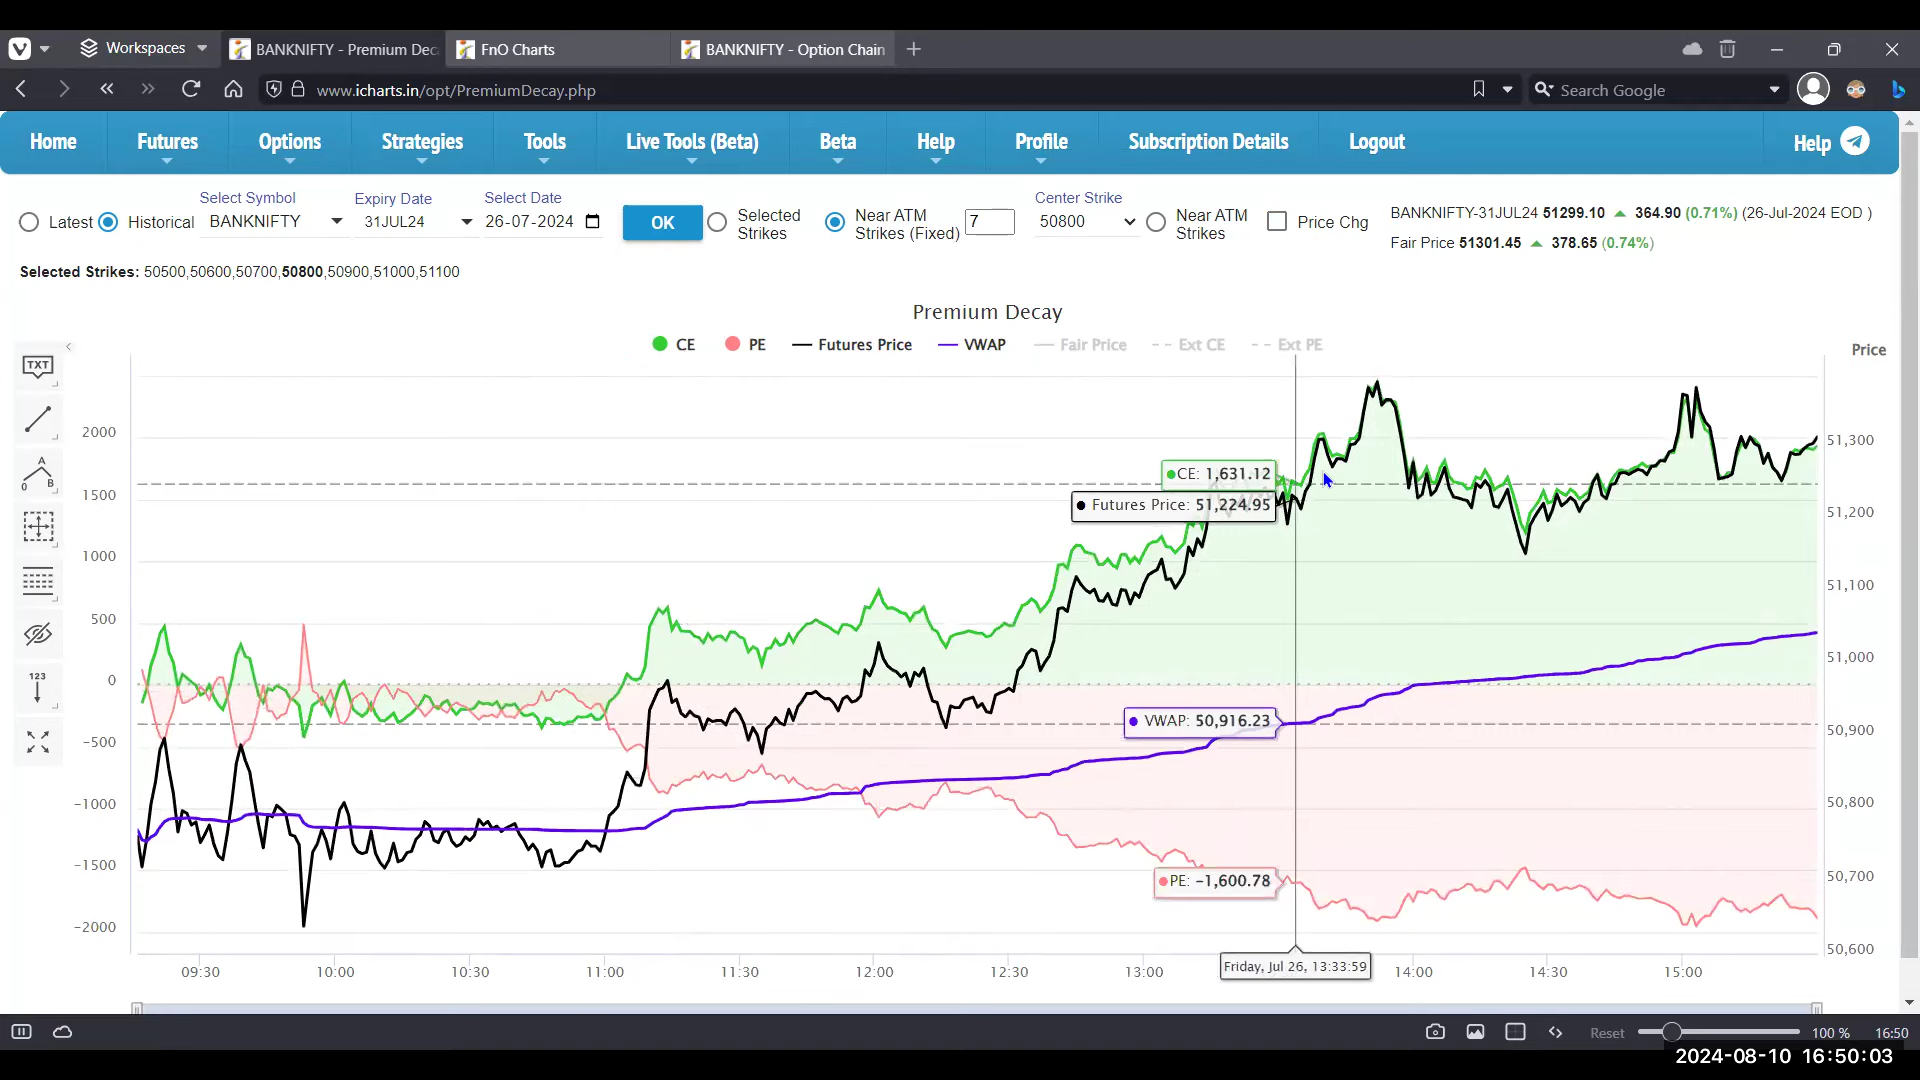 Workspaces
BANKNIFTY - Premium Dec
FnO Charts
BANKNIFTY - Option Chain
www.icharts.in/opt/PremiumDecay.php
Search Google
Home
Futures
Options
Strategies
Tools
Live Tools (Beta)
Beta
Help
Profile
Subscription Details
Logout
Help
Latest
Historical
Select Symbol
BANKNIFTY
Expiry Date
31JUL24
Select Date
26-07-2024
OK
Selected
Strikes
Near ATM
Strikes (Fixed)
7
Center Strike
50800
Near ATM
Strikes
Price Chg
BANKNIFTY-31JUL24 51299.10 ▲ 364.90 (0.71%) (26-Jul-2024 EOD )
Fair Price 51301.45 ▲ 378.65 (0.74%)
Selected Strikes: 50500,50600,50700,50800,50900,51000,51100
Premium Decay
CE
PE
Futures Price
VWAP
Fair Price
Ext CE
Ext PE
Price
TXT
A
0 B
123
2000
1500
1000
500
0
-500
-1000
-1500
-2000
51,300
51,200
51,100
51,000
50,900
50,800
50,700
50,600
CE: 1,631.12
Futures Price: 51,224.95
VWAP: 50,916.23
PE: −1,600.78
Friday, Jul 26, 13:33:59
09:30
10:00
10:30
11:00
11:30
12:00
12:30
13:00
14:00
14:30
15:00
Reset
100 %
16:50
2024-08-10 16:50:03